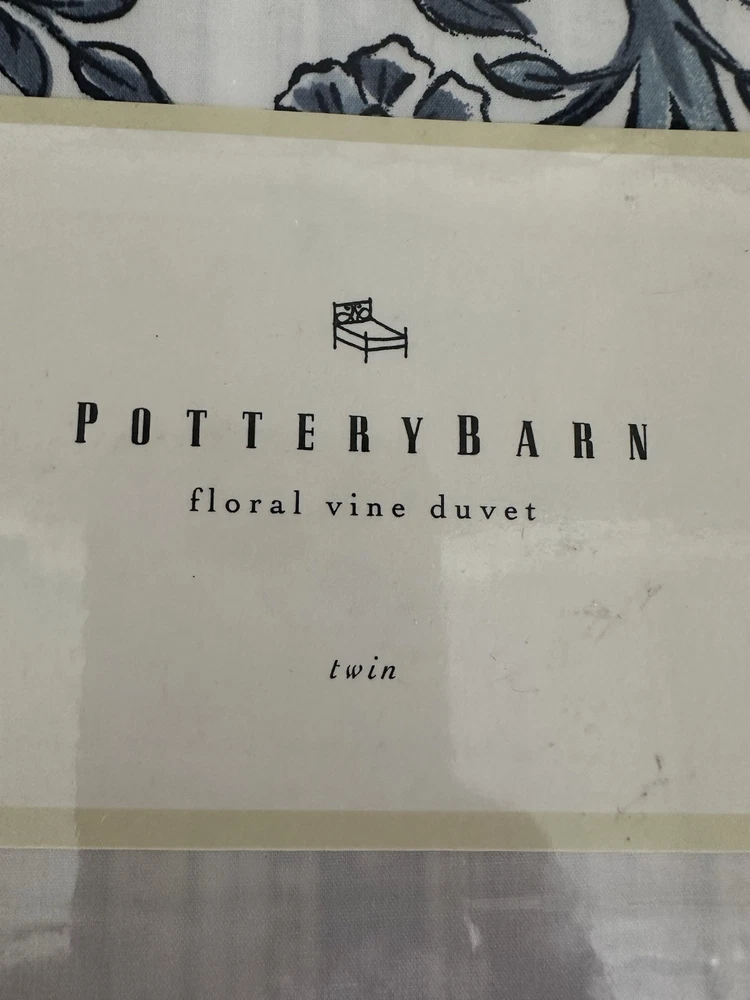 POTTERYBARN
floral vine duvet
twin